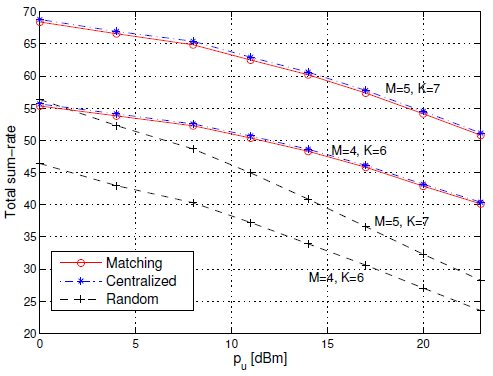 70
65
60
55
50
45
40
35
30
25
20
Total sum-rate
M=5, K=7
M=4, K=6
M=5, K=7
M=4, K=6
Matching
Centralized
Random
0 5 10 15 20
p_u [dBm]